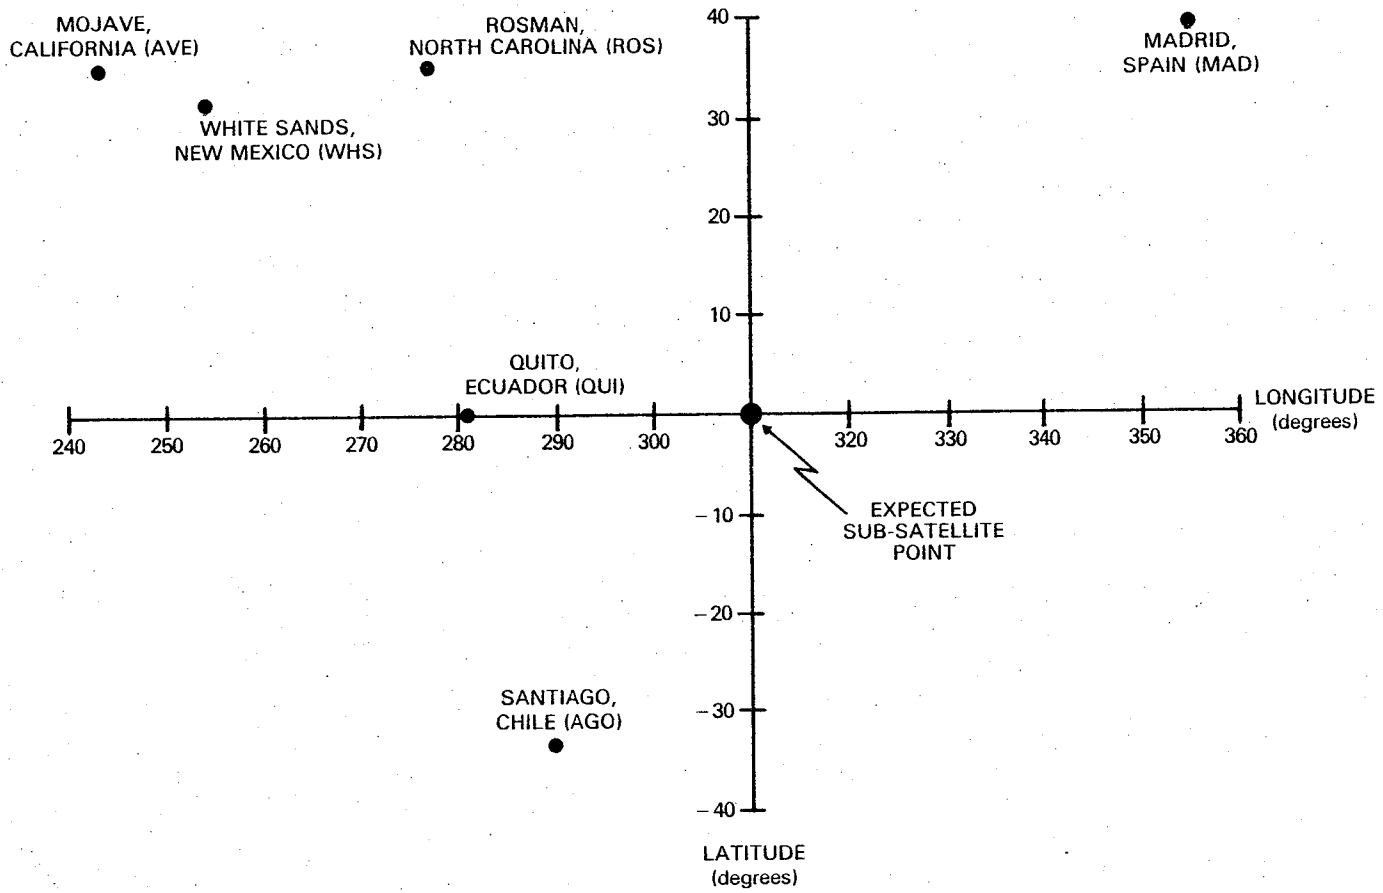 MOJAVE,
CALIFORNIA (AVE)
ROSMAN,
NORTH CAROLINA (ROS)
40
MADRID,
SPAIN (MAD)
WHITE SANDS,
NEW MEXICO (WHS)
30
20
10
QUITO,
ECUADOR (QUI)
LONGITUDE
(degrees)
240 250 260 270 280 290 300 320 330 340 350 360
EXPECTED
SUB-SATELLITE
POINT
-10
-20
SANTIAGO,
CHILE (AGO)
-30
-40
LATITUDE
(degrees)